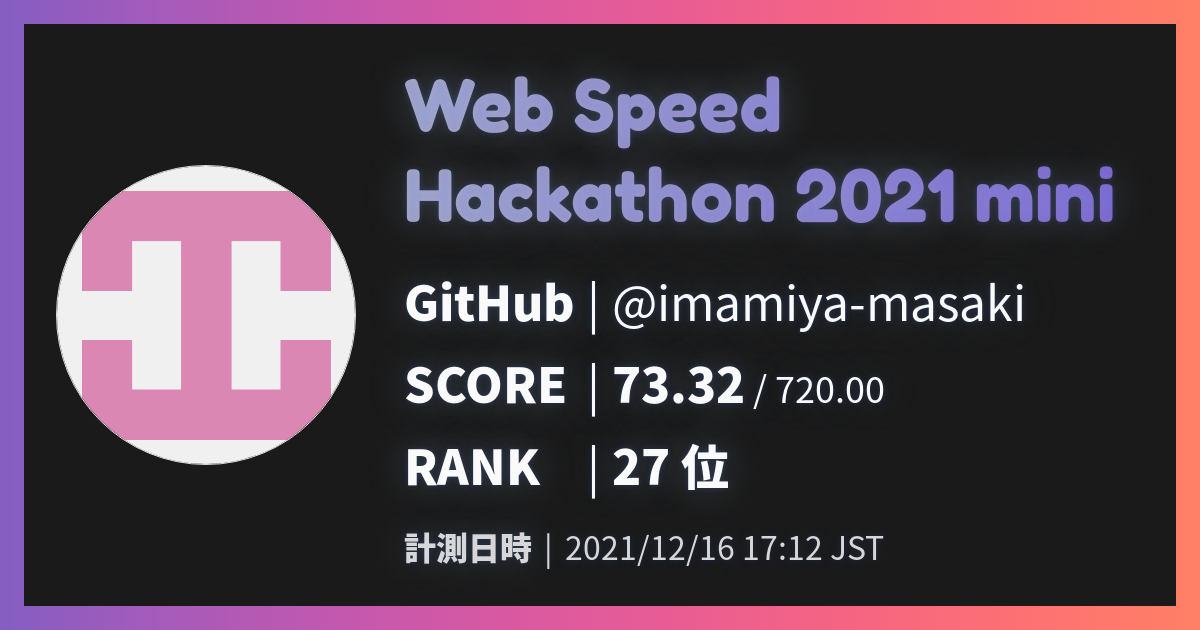 Web Speed
Hackathon 2021 mini
GitHub | @imamiya-masaki
SCORE | 73.32 / 720.00
RANK | 27 位
計測日時 | 2021/12/16 17:12 JST